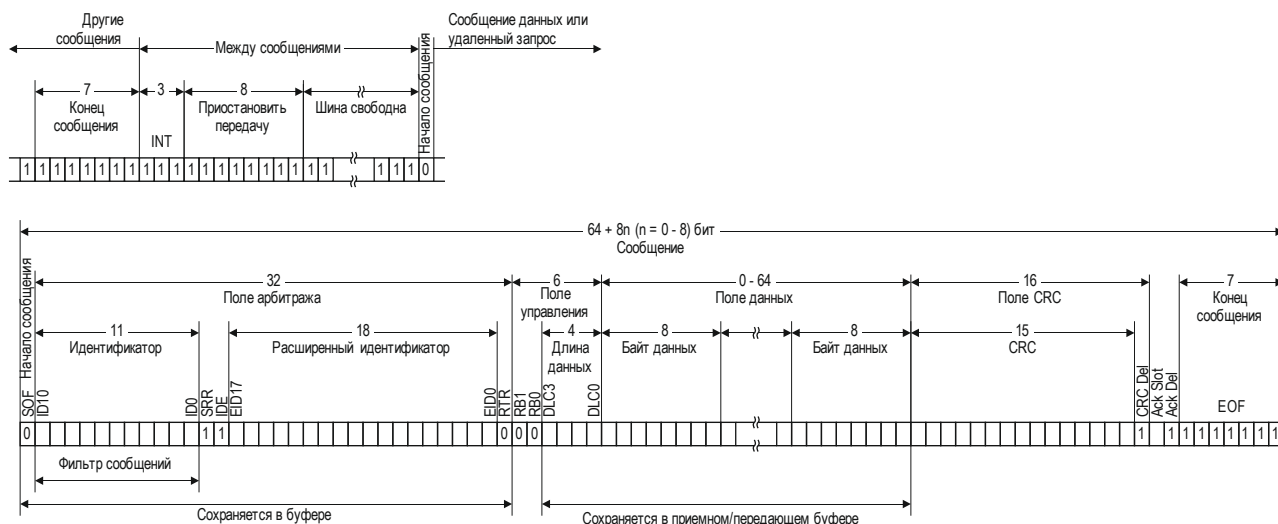 Другие
сообщения
Сообщение данных или
удаленный запрос
Между сообщениями
Начало сообщения
7
Конец
сообщения
3
INT
8
Приостановить
передачу
Шина свободна
1 1 1 1 1 1 1 1 1 1 1 1 1 1 1 1 1 1 1 1 1 1 1 1 0
64 + 8n (n = 0 - 8) бит
Сообщение
Начало сообщения
32
Поле арбитража
6
Поле
управления
0 - 64
Поле данных
16
Поле CRC
7
Конец
сообщения
11
Идентификатор
18
Расширенный идентификатор
4
Длина
данных
8
Байт данных
8
Байт данных
15
CRC
SOF
ID10
ID0
SRR
IDE
EID17
EID0
RTR
RB1
RB0
DLC3
DLC0
CRC Del
Ack Slot
Ack Del
EOF
0 1 1 0 0 0 1 1 1 1 1 1 1 1 1
Фильтр сообщений
Сохраняется в буфере
Сохраняется в приемном/передающем буфере